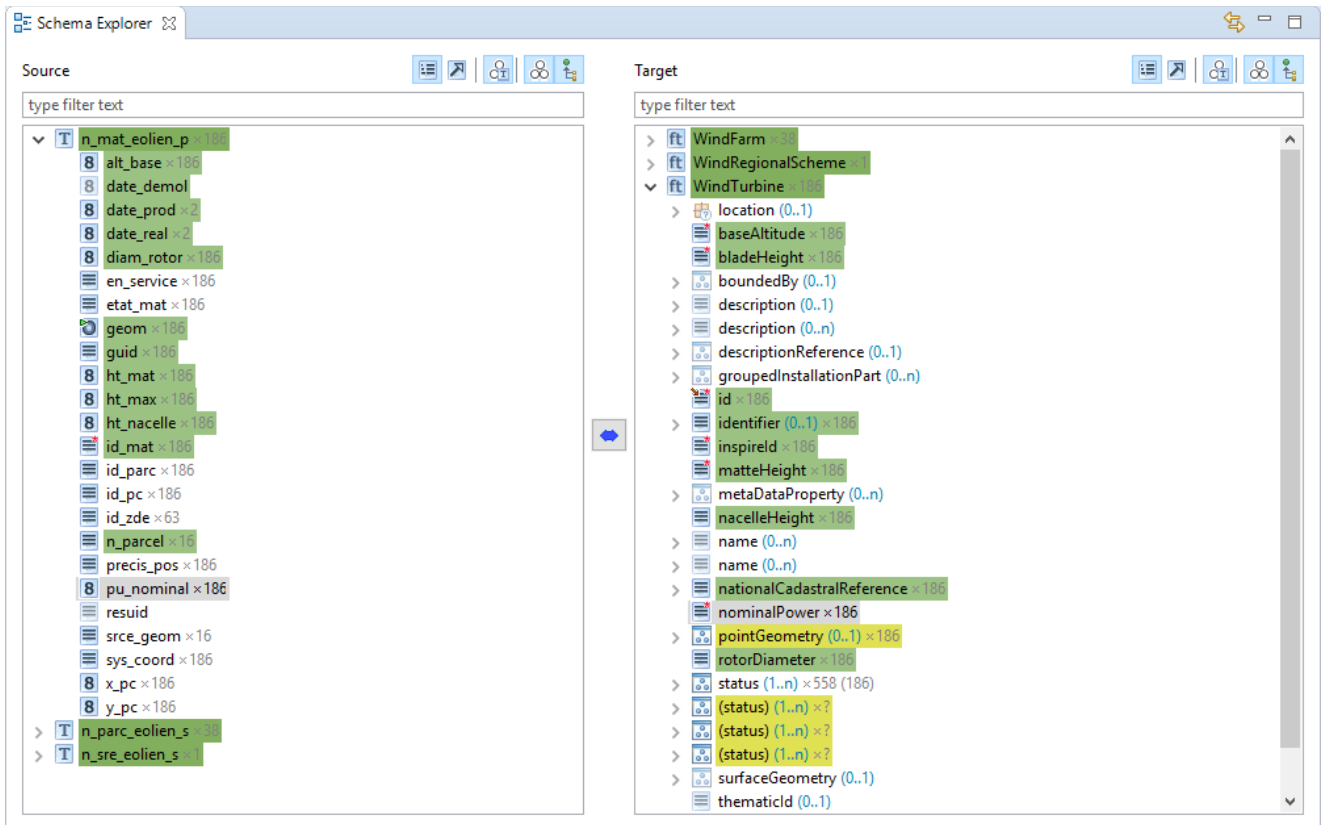 Schema Explorer
Source
type filter text
n_mat_eolien_p ×186
alt_base ×186
date_demol
date_prod ×2
date_real ×2
diam_rotor ×186
en_service ×186
etat_mat ×186
geom ×186
guid ×186
ht_mat ×186
ht_max ×186
ht_nacelle ×186
id_mat ×186
id_parc ×186
id_pc ×186
id_zde ×63
n_parcel ×16
precis_pos ×186
pu_nominal ×186
resuid
srce_geom ×16
sys_coord ×186
x_pc ×186
y_pc ×186
n_parc_eolien_s ×38
n_sre_eolien_s ×1
Target
type filter text
WindFarm ×38
WindRegionalScheme ×1
WindTurbine ×186
location (0..1)
baseAltitude ×186
bladeHeight ×186
boundedBy (0..1)
description (0..1)
description (0..n)
descriptionReference (0..1)
groupedInstallationPart (0..n)
id ×186
identifier (0..1) ×186
inspireId ×186
matteHeight ×186
metaDataProperty (0..n)
nacelleHeight ×186
name (0..n)
name (0..n)
nationalCadastralReference ×186
nominalPower ×186
pointGeometry (0..1) ×186
rotorDiameter ×186
status (1..n) ×558 (186)
(status) (1..n) ×?
(status) (1..n) ×?
(status) (1..n) ×?
surfaceGeometry (0..1)
thematicId (0..1)